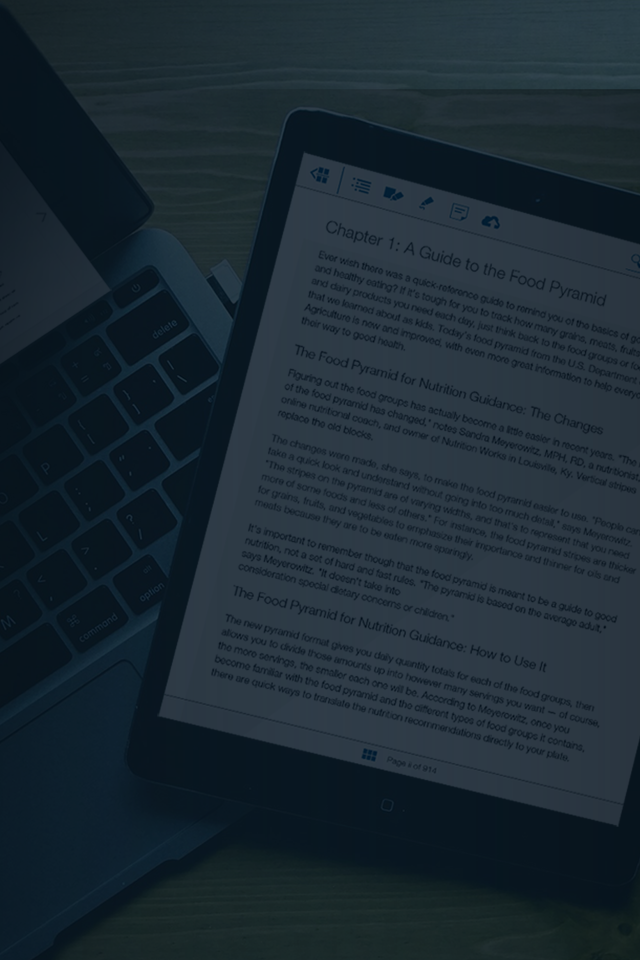 Chapter 1: A Guide to the Food Pyramid
Ever wish there was a quick-reference guide to remind you of the basics of
and healthy eating? If it's tough for you to track how many grains, meats, fruits
and dairy products you need each day, just think back to the food groups
that we learned about as kids. Today's food pyramid from the U.S. Department
Agriculture is new and improved, with even more great information to help
their way to good health.
The Food Pyramid for Nutrition Guidance: The Changes
Figuring out the food groups has actually become a little easier in recent years. "The
of the food pyramid has changed," notes Sandra Meyerowitz, MPH, RD, a nutritionist,
online nutritional coach, and owner of Nutrition Works in Louisville, Ky. Vertical stripes
replace the old blocks.
The changes were made, she says, to make the food pyramid easier to use. "People can
take a quick look and understand without going into too much detail," says Meyerowitz.
"The stripes on the pyramid are of varying widths, and that's to represent that you need
more of some foods and less of others." For instance, the food pyramid stripes are thicker
for grains, fruits, and vegetables to emphasize their importance and thinner for oils and
meats because they are to be eaten more sparingly.
It's important to remember though that the food pyramid is meant to be a guide to good
nutrition, not a set of hard and fast rules. "The pyramid is based on the average adult,"
says Meyerowitz. "It doesn't take into
consideration special dietary concerns or children."
The Food Pyramid for Nutrition Guidance: How to Use It
The new pyramid format gives you daily quantity totals for each of the food groups, then
allows you to divide those amounts up into however many servings you want — of course,
the more servings, the smaller each one will be. According to Meyerowitz, once you
become familiar with the food pyramid and the different types of food groups it contains,
there are quick ways to translate the nutrition recommendations directly to your plate.
Page of 914
delete
P
L
M
command
option